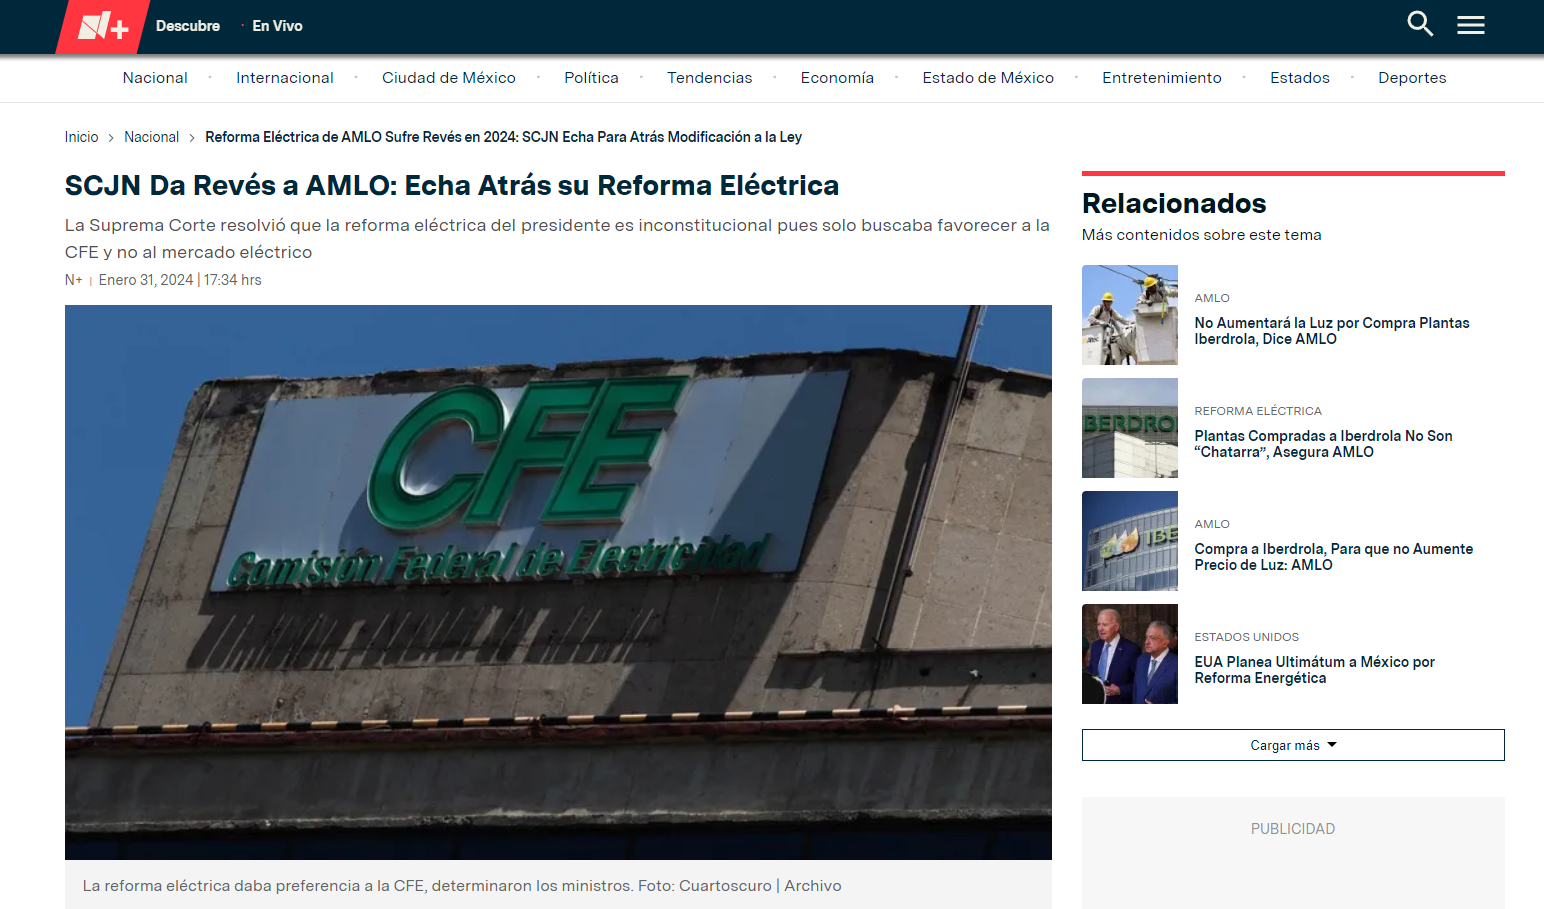 N+
Descubre
En Vivo
Nacional
Internacional
Ciudad de México
Política
Tendencias
Economía
Estado de México
Entretenimiento
Estados
Deportes
Inicio
Nacional
Reforma Eléctrica de AMLO Sufre Revés en 2024: SCJN Echa Para Atrás Modificación a la Ley
SCJN Da Revés a AMLO: Echa Atrás su Reforma Eléctrica
La Suprema Corte resolvió que la reforma eléctrica del presidente es inconstitucional pues solo buscaba favorecer a la
CFE y no al mercado eléctrico
N+ | Enero 31, 2024 | 17:34 hrs
CFE
Comisión Federal de Electricidad
La reforma eléctrica daba preferencia a la CFE, determinaron los ministros. Foto: Cuartoscuro | Archivo
Relacionados
Más contenidos sobre este tema
AMLO
No Aumentará la Luz por Compra Plantas
Iberdrola, Dice AMLO
BERDRO
REFORMA ELÉCTRICA
Plantas Compradas a Iberdrola No Son
“Chatarra”, Asegura AMLO
IBE
AMLO
Compra a Iberdrola, Para que no Aumente
Precio de Luz: AMLO
ESTADOS UNIDOS
EUA Planea Ultimátum a México por
Reforma Energética
Cargar más
PUBLICIDAD